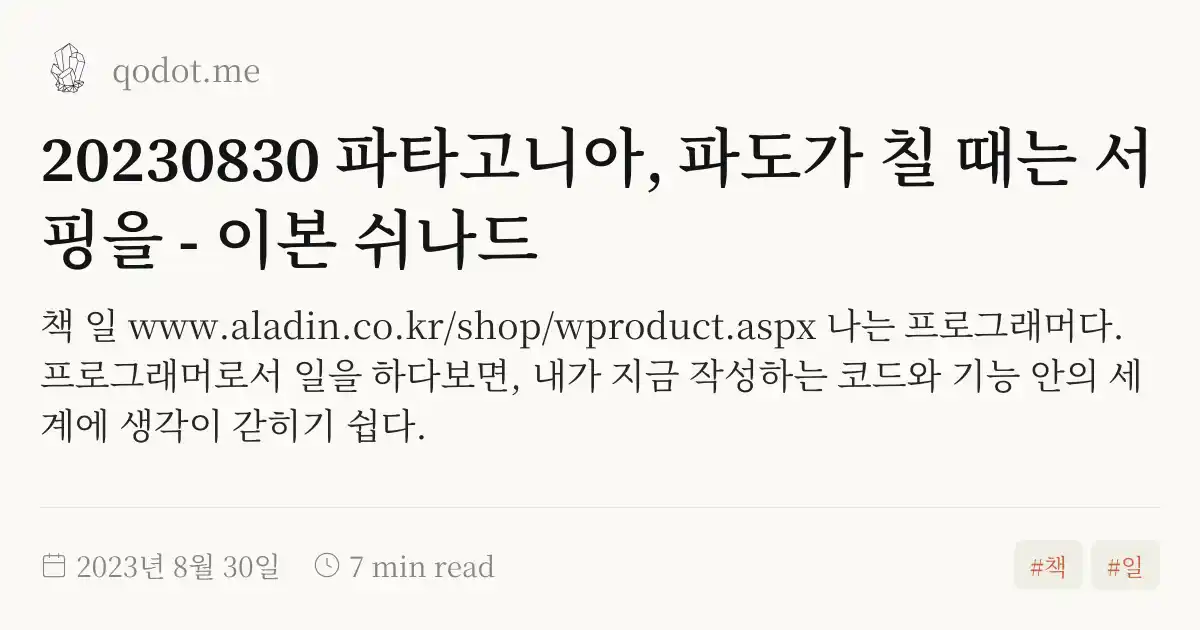 qodot.me
20230830 파타고니아, 파도가 칠 때는 서
핑을 - 이본 쉬나드
책 일 www.aladin.co.kr/shop/wproduct.aspx 나는 프로그래머다.
프로그래머로서 일을 하다보면, 내가 지금 작성하는 코드와 기능 안의 세
계에 생각이 갇히기 쉽다.
2023년 8월 30일 7 min read #책 #일